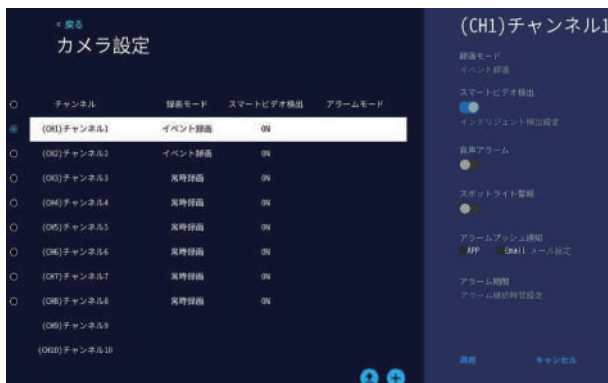 < 戻る
カメラ設定
チャンネル 録画モード スマートビデオ検出 アラームモード
(CH1)チャンネル1 イベント録画 ON
(CH2)チャンネル2 イベント録画 ON
(CH3)チャンネル3 常時録画 ON
(CH4)チャンネル4 常時録画 ON
(CH5)チャンネル5 常時録画 ON
(CH6)チャンネル6 常時録画 ON
(CH7)チャンネル7 常時録画 ON
(CH8)チャンネル8 常時録画 ON
(CH9)チャンネル9
(CH10)チャンネル10
(CH1)チャンネル1
録画モード
イベント録画
スマートビデオ検出
インテリジェント検出設定
音声アラーム
スポットライト警報
アラームプッシュ通知
APP Email メール設定
アラーム期間
アラーム継続時間設定
適用 キャンセル